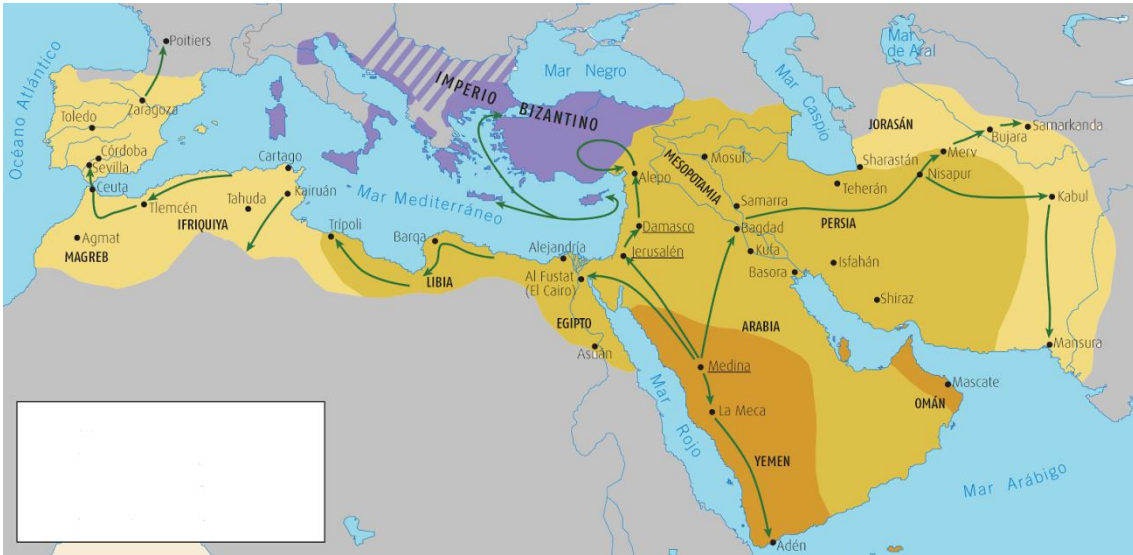 Poitiers
Océano Atlántico
Zaragoza
Toledo
Córdoba
Sevilla
Ceuta
Tlemcén
Agmat
MAGREB
Tahuda
IFRIQUIYA
Cartago
Kairuán
Mar Mediterráneo
Trípoli
Barqa
LIBIA
IMPERIO
BIZANTINO
Mar Negro
Mar Caspio
Mar
de Aral
JORASÁN
Bujara
Samarkanda
Merv
Sharastán
Nisapur
Teherán
Kabul
Mosul
MESOPOTAMIA
Alepo
Samarra
PERSIA
Damasco
Bagdad
Jerusalén
Kufa
Isfahán
Basora
Shiraz
Alejandría
Al Fustat
(El Cairo)
EGIPTO
Asuán
ARABIA
Mansura
Medina
Mascate
OMÁN
La Meca
Mar Rojo
YEMEN
Mar Arábigo
Adén